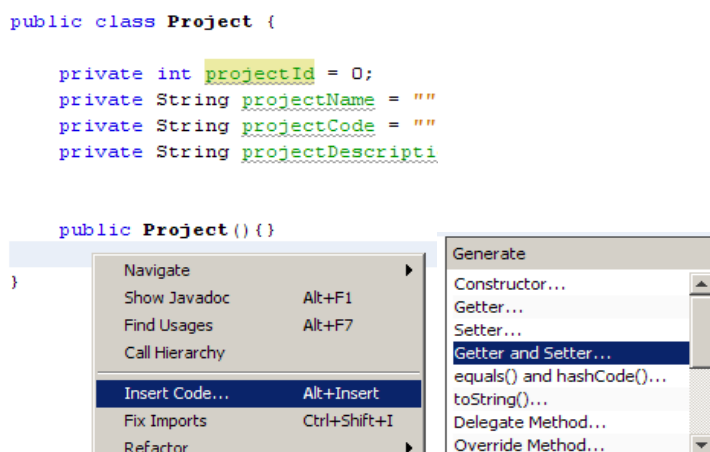 public class Project {
private int projectId = 0;
private String projectName = ""
private String projectCode = ""
private String projectDescripti
public Project(){}
}
Navigate
Show Javadoc Alt+F1
Find Usages Alt+F7
Call Hierarchy
Insert Code... Alt+Insert
Fix Imports Ctrl+Shift+I
Refactor
Generate
Constructor...
Getter...
Setter...
Getter and Setter...
equals() and hashCode()...
toString()...
Delegate Method...
Override Method...